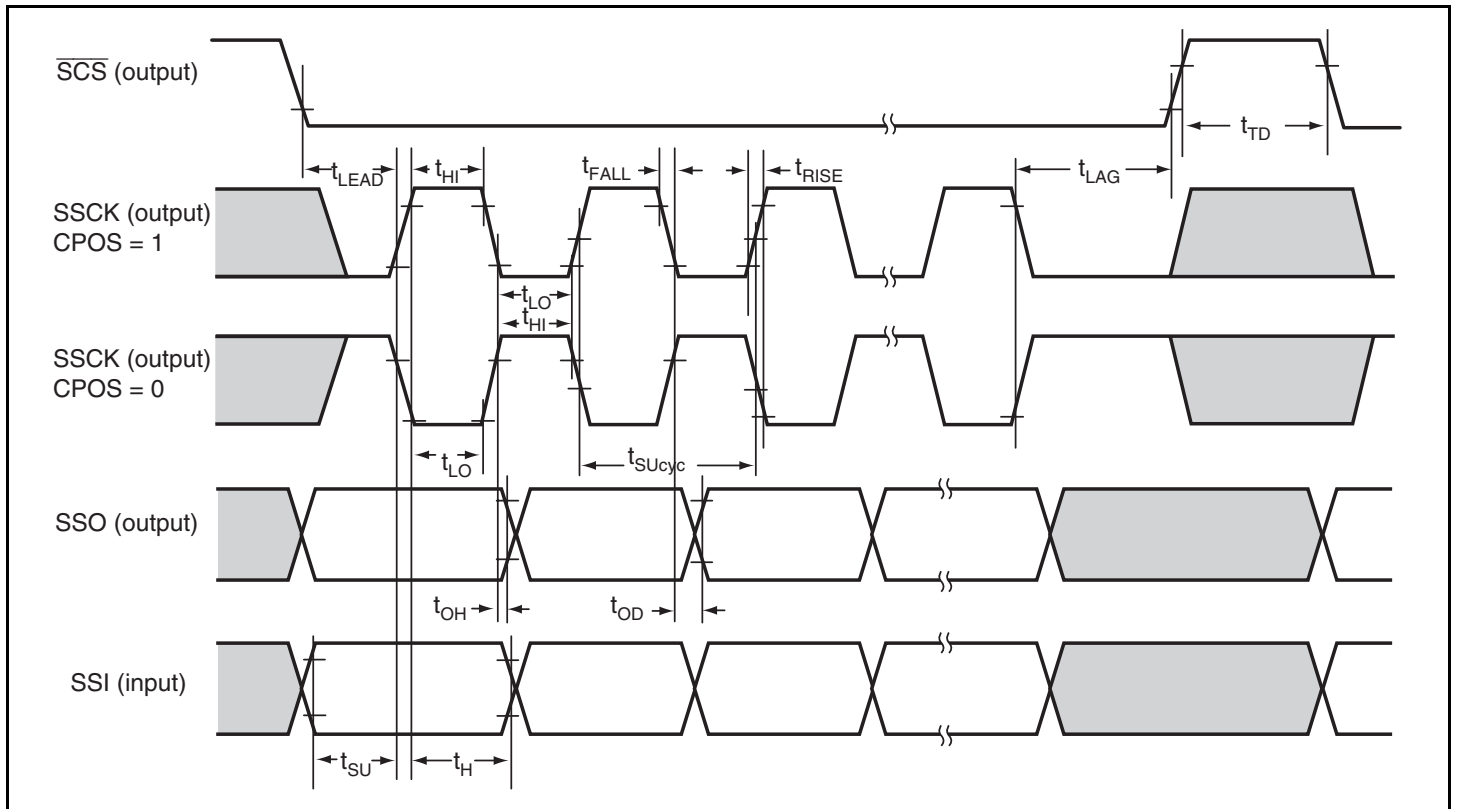 SCS (output)
tTD
tLEAD
tHI
tFALL
tRISE
tLAG
SSCK (output)
CPOS = 1
tLO
tHI
SSCK (output)
CPOS = 0
tLO
tSUcyc
SSO (output)
tOH
tOD
SSI (input)
tSU
tH